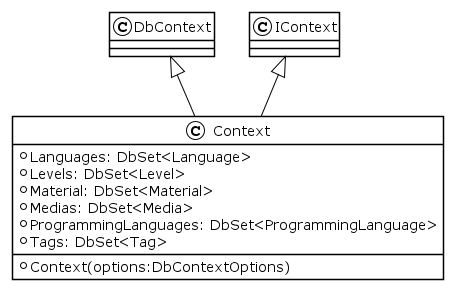 C DbContext
C IContext
C Context
Languages: DbSet<Language>
Levels: DbSet<Level>
Material: DbSet<Material>
Medias: DbSet<Media>
ProgrammingLanguages: DbSet<ProgrammingLanguage>
Tags: DbSet<Tag>
Context(options:DbContextOptions)